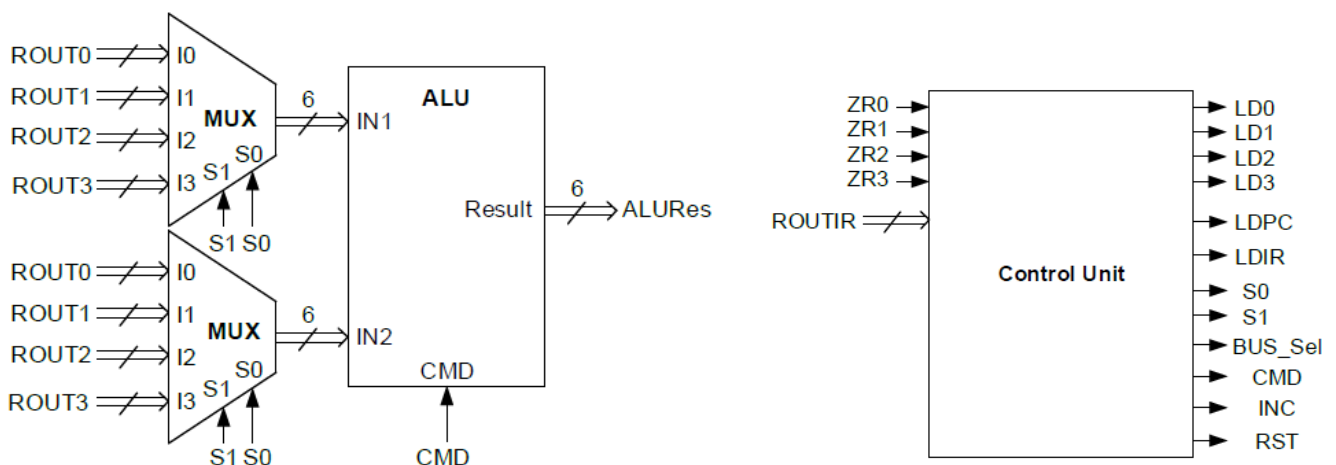 ROUT0
I0
ROUT1
I1
ROUT2
I2
ROUT3
I3
MUX
S1
S0
S1 S0
6
ROUT0
I0
ROUT1
I1
ROUT2
I2
ROUT3
I3
MUX
S1
S0
S1 S0
6
ALU
IN1
IN2
Result
CMD
CMD
6
ALURes
ZR0
ZR1
ZR2
ZR3
ROUTIR
Control Unit
LD0
LD1
LD2
LD3
LDPC
LDIR
S0
S1
BUS_Sel
CMD
INC
RST